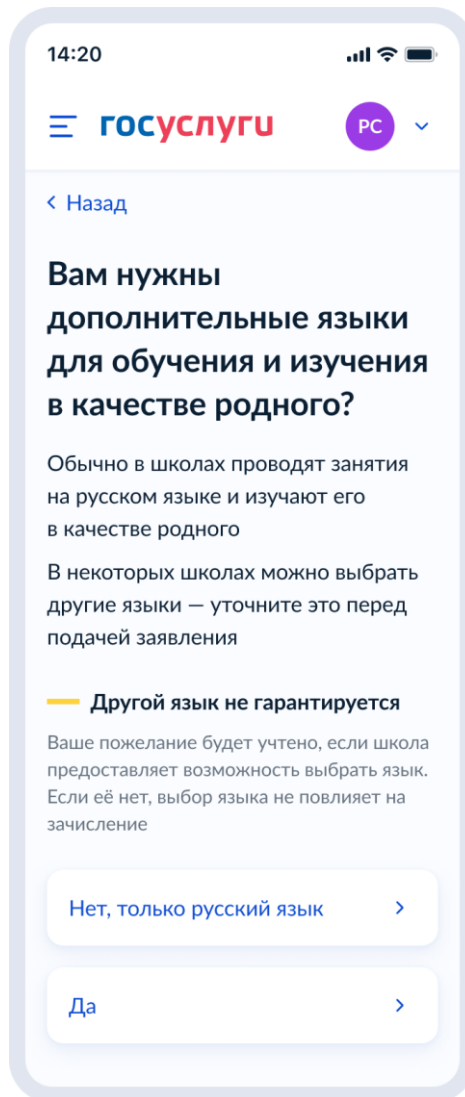 14:20
госуслуги
РС
Назад
Вам нужны
дополнительные языки
для обучения и изучения
в качестве родного?
Обычно в школах проводят занятия
на русском языке и изучают его
в качестве родного
В некоторых школах можно выбрать
другие языки — уточните это перед
подачей заявления
Другой язык не гарантируется
Ваше пожелание будет учтено, если школа
предоставляет возможность выбрать язык.
Если её нет, выбор языка не повлияет на
зачисление
Нет, только русский язык
Да